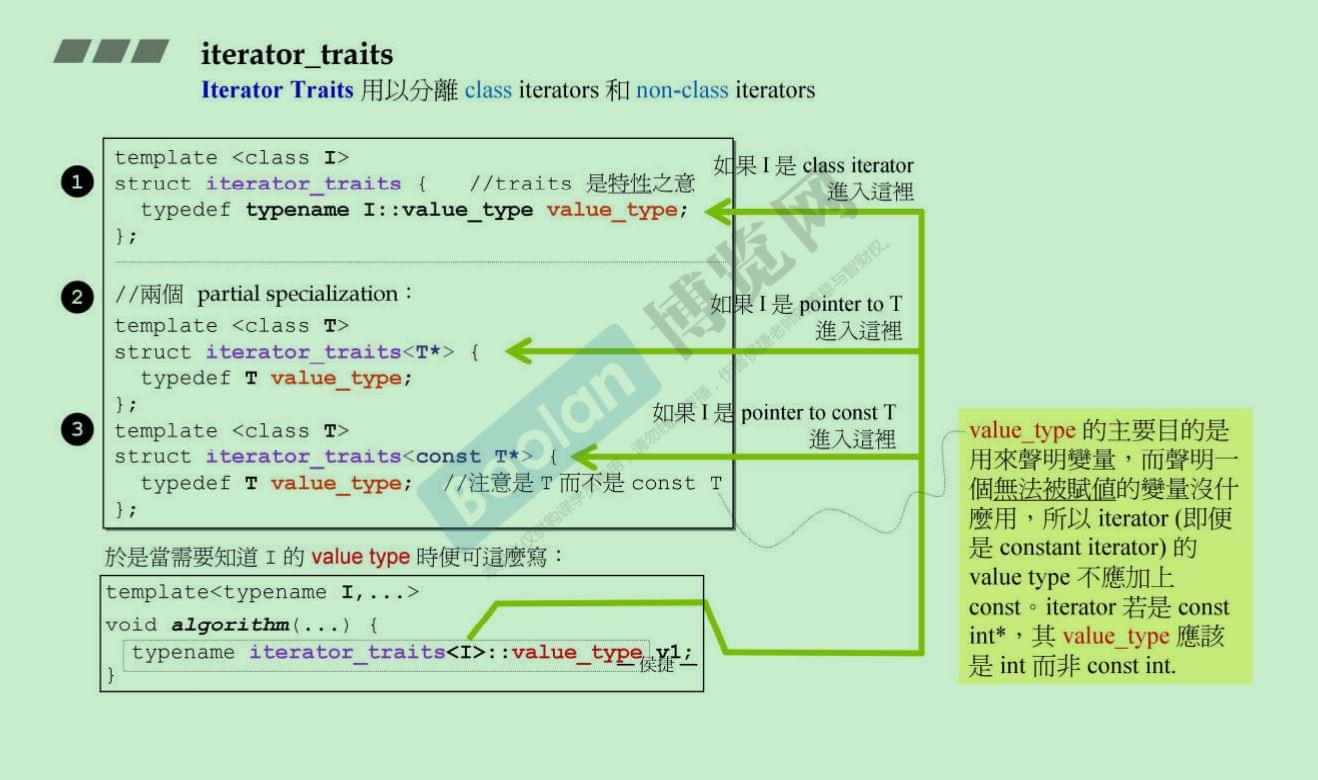 iterator_traits
Iterator Traits 用以分離 class iterators 和 non-class iterators
1
template <class I>
struct iterator_traits { //traits 是特性之意
typedef typename I::value_type value_type;
};
如果 I 是 class iterator
進入這裡
2
//兩個 partial specialization：
template <class T>
struct iterator_traits<T*> {
typedef T value_type;
};
如果 I 是 pointer to T
進入這裡
3
template <class T>
struct iterator_traits<const T*> {
typedef T value_type; //注意是 T 而不是 const T
};
如果 I 是 pointer to const T
進入這裡
value_type 的主要目的是
用來聲明變量，而聲明一
個無法被賦值的變量沒什
麼用，所以 iterator (即便
是 constant iterator) 的
value type 不應加上
const。iterator 若是 const
int*，其 value_type 應該
是 int 而非 const int.
於是當需要知道 I 的 value type 時便可這麼寫：
template<typename I,...>
void algorithm(...) {
typename iterator_traits<I>::value_type v1;
}
— 侯捷 —
Boolan
博览网